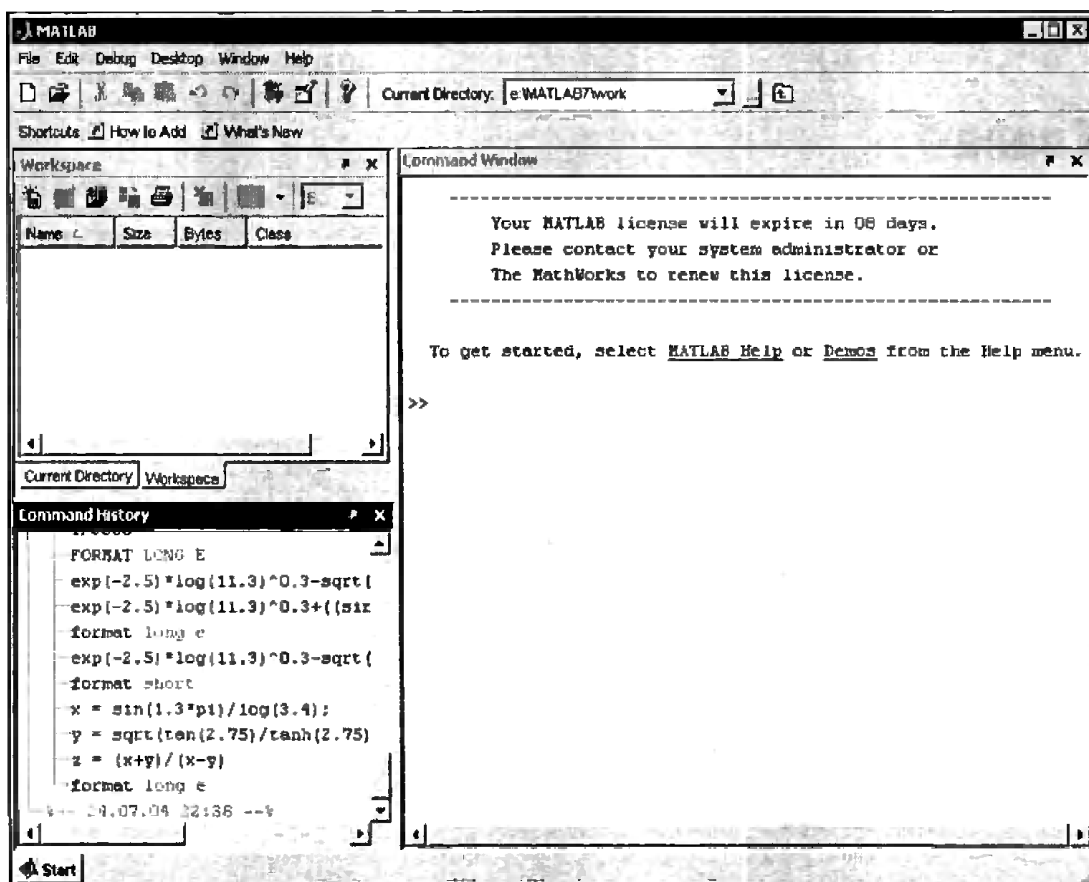 MATLAB
File Edit Debug Desktop Window Help
Current Directory: e:\MATLAB7\work
Shortcuts How to Add What's New
Workspace
Name Size Bytes Class
Current Directory Workspace
Command History
FORMAT LONG E
exp(-2.5)*log(11.3)^0.3-sqrt(
exp(-2.5)*log(11.3)^0.3+((sin
format long e
exp(-2.5)*log(11.3)^0.3-sqrt(
format short
x = sin(1.3*pi)/log(3.4);
y = sqrt(tan(2.75)/tanh(2.75)
z = (x+y)/(x-y)
format long e
22:36 --%
Command Window
-------------------------------------------------
Your MATLAB license will expire in 08 days.
Please contact your system administrator or
The MathWorks to renew this license.
-------------------------------------------------
To get started, select MATLAB Help or Demos from the Help menu.
>>
Start